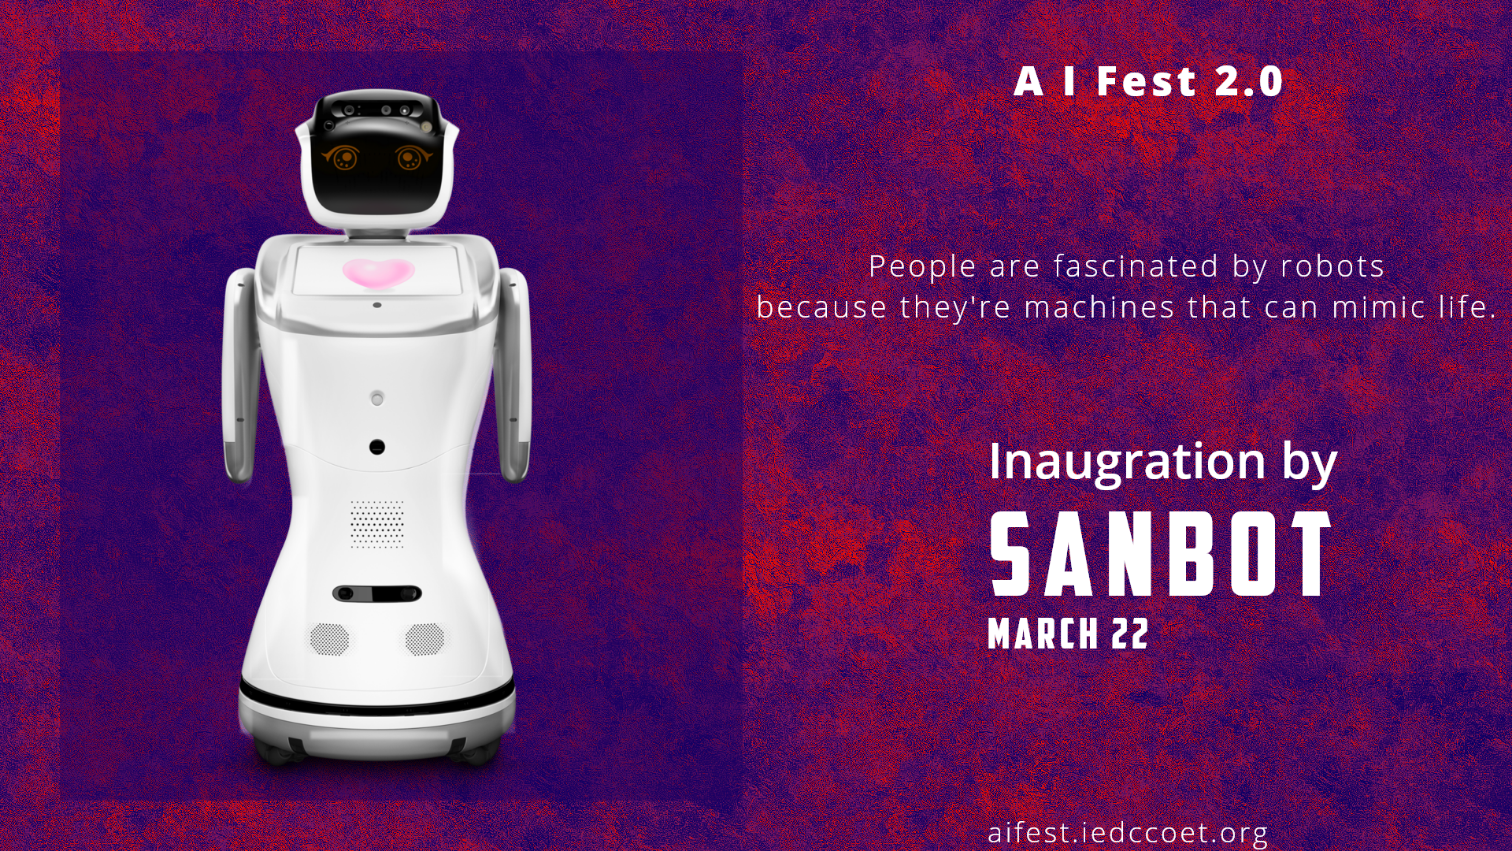 A I Fest 2.0
People are fascinated by robots
because they're machines that can mimic life.
Inaugration by
SANBOT
MARCH 22
aifest.iedccoet.org